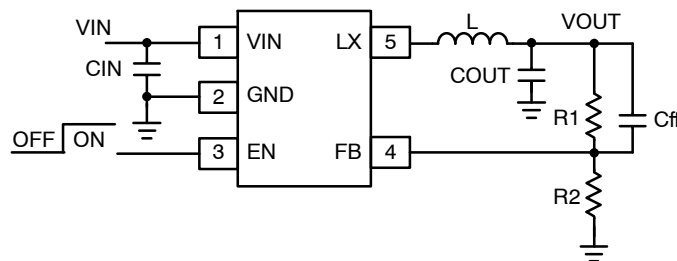 VIN
CIN
OFF ON
1 VIN
2 GND
3 EN
LX 5
FB 4
L
VOUT
COUT
R1
Cff
R2